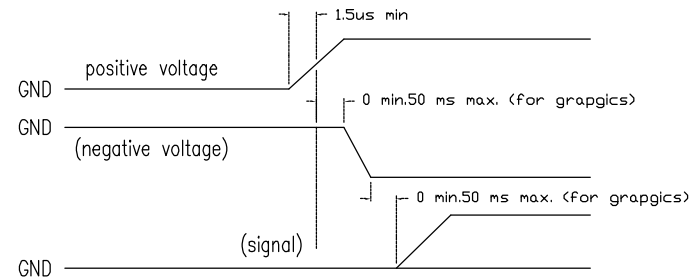 1.5us min
positive voltage
GND
0 min.50 ms max. (for grapgics)
GND
(negative voltage)
0 min.50 ms max. (for grapgics)
(signal)
GND